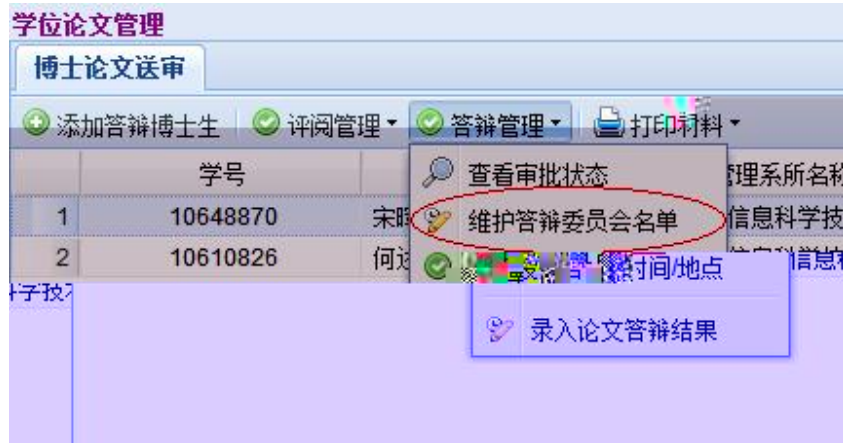 学位论文管理
博士论文送审
添加答辩博士生 评阅管理 答辩管理 打印材料
学号 管理系所名称
查看审批状态
1 10648870 宋 信息科学技
维护答辩委员会名单
2 10610826 何 信息
时间/地点
录入论文答辩结果